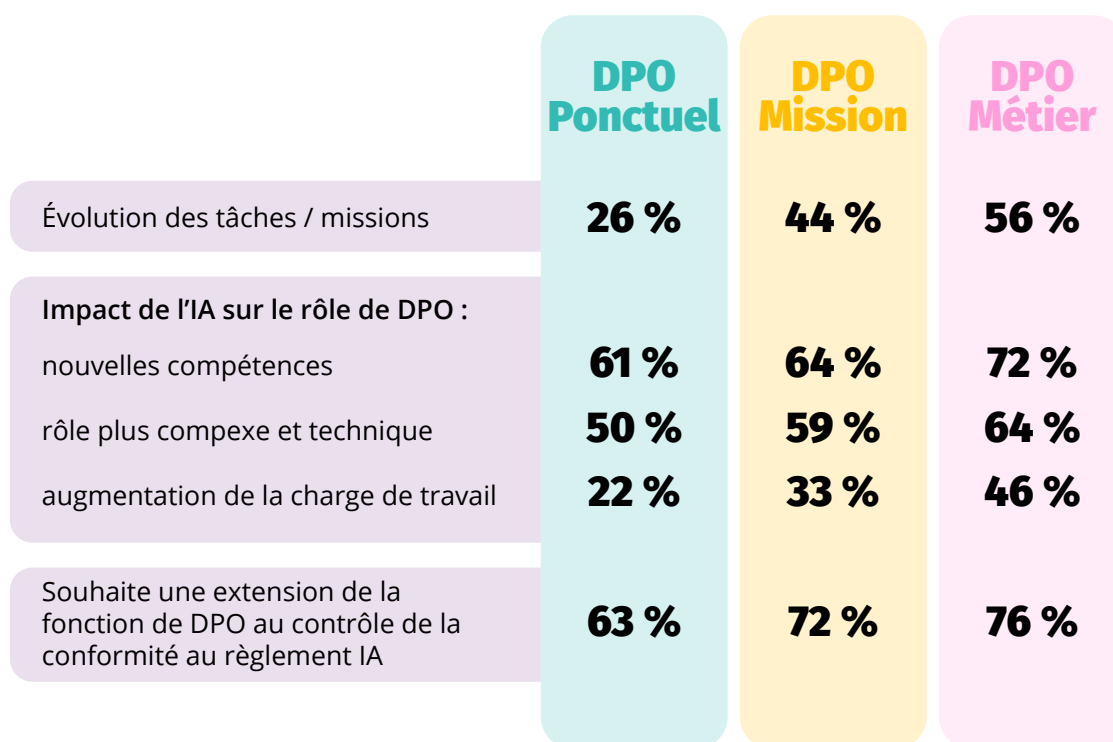 DPO Ponctuel
DPO Mission
DPO Métier
Évolution des tâches / missions 26 % 44 % 56 %
Impact de l’IA sur le rôle de DPO :
nouvelles compétences 61 % 64 % 72 %
rôle plus compexe et technique 50 % 59 % 64 %
augmentation de la charge de travail 22 % 33 % 46 %
Souhaite une extension de la
fonction de DPO au contrôle de la 63 % 72 % 76 %
conformité au règlement IA